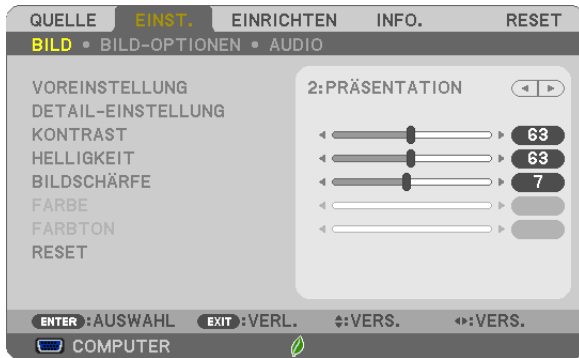 QUELLE EINST. EINRICHTEN INFO. RESET
BILD • BILD-OPTIONEN • AUDIO
VOREINSTELLUNG 2:PRÄSENTATION
DETAIL-EINSTELLUNG
KONTRAST 63
HELLIGKEIT 63
BILDSCHÄRFE 7
FARBE
FARBTON
RESET
ENTER :AUSWAHL EXIT :VERL. :VERS. :VERS.
COMPUTER